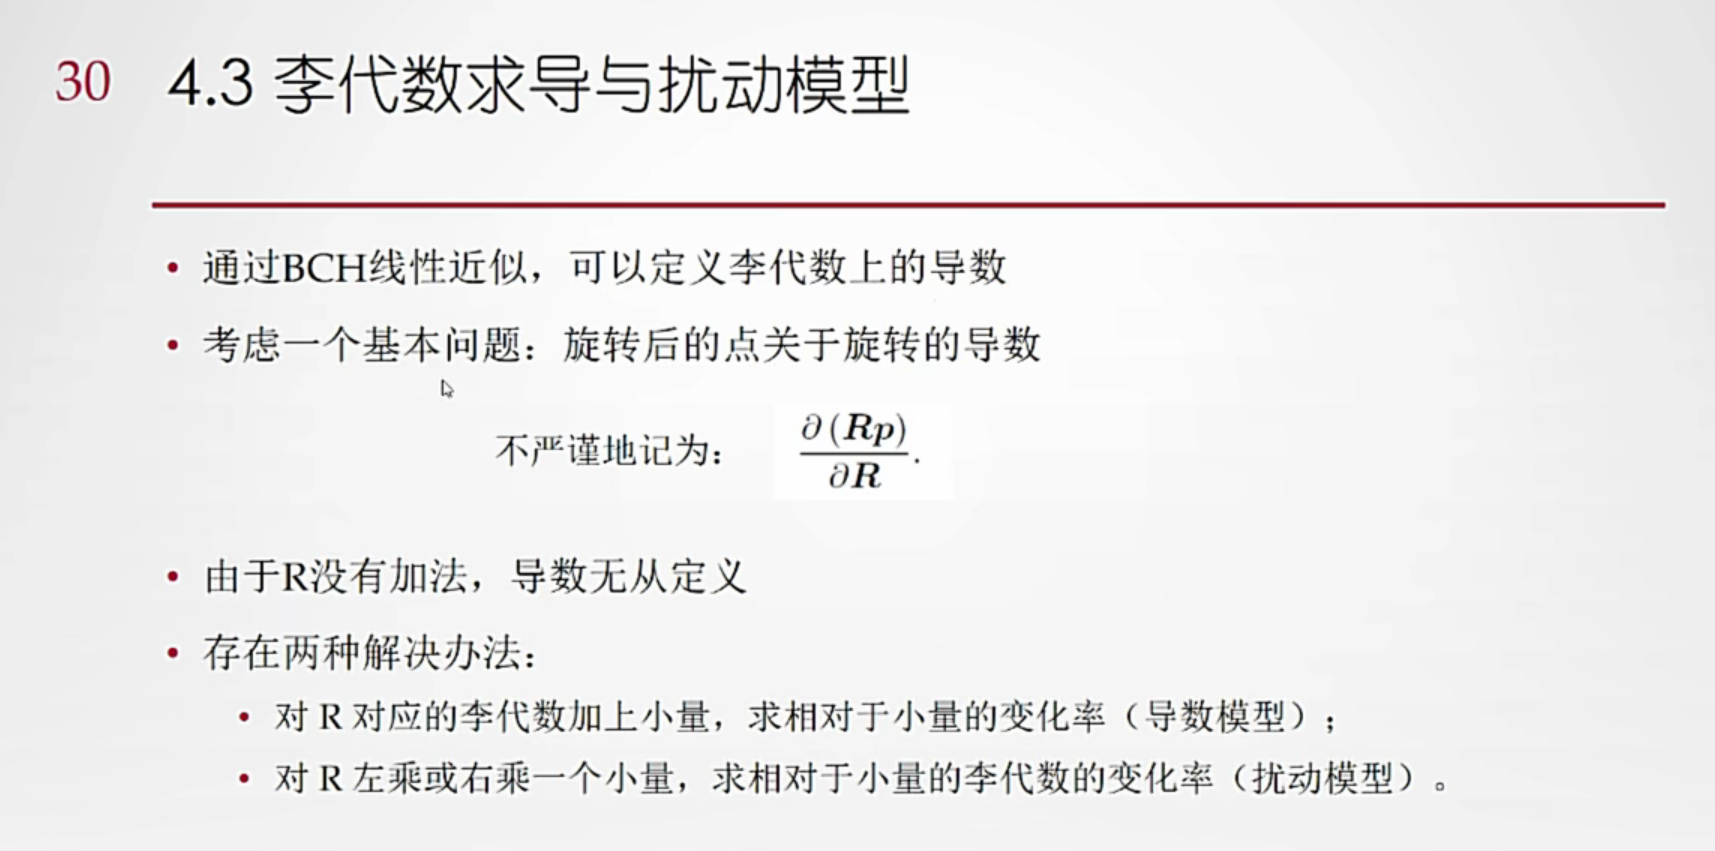 30 4.3 李代数求导与扰动模型
• 通过BCH线性近似，可以定义李代数上的导数
• 考虑一个基本问题：旋转后的点关于旋转的导数
不严谨地记为： ∂(Rp)/∂R.
• 由于R没有加法，导数无从定义
• 存在两种解决办法：
• 对 R 对应的李代数加上小量，求相对于小量的变化率（导数模型）；
• 对 R 左乘或右乘一个小量，求相对于小量的李代数的变化率（扰动模型）。